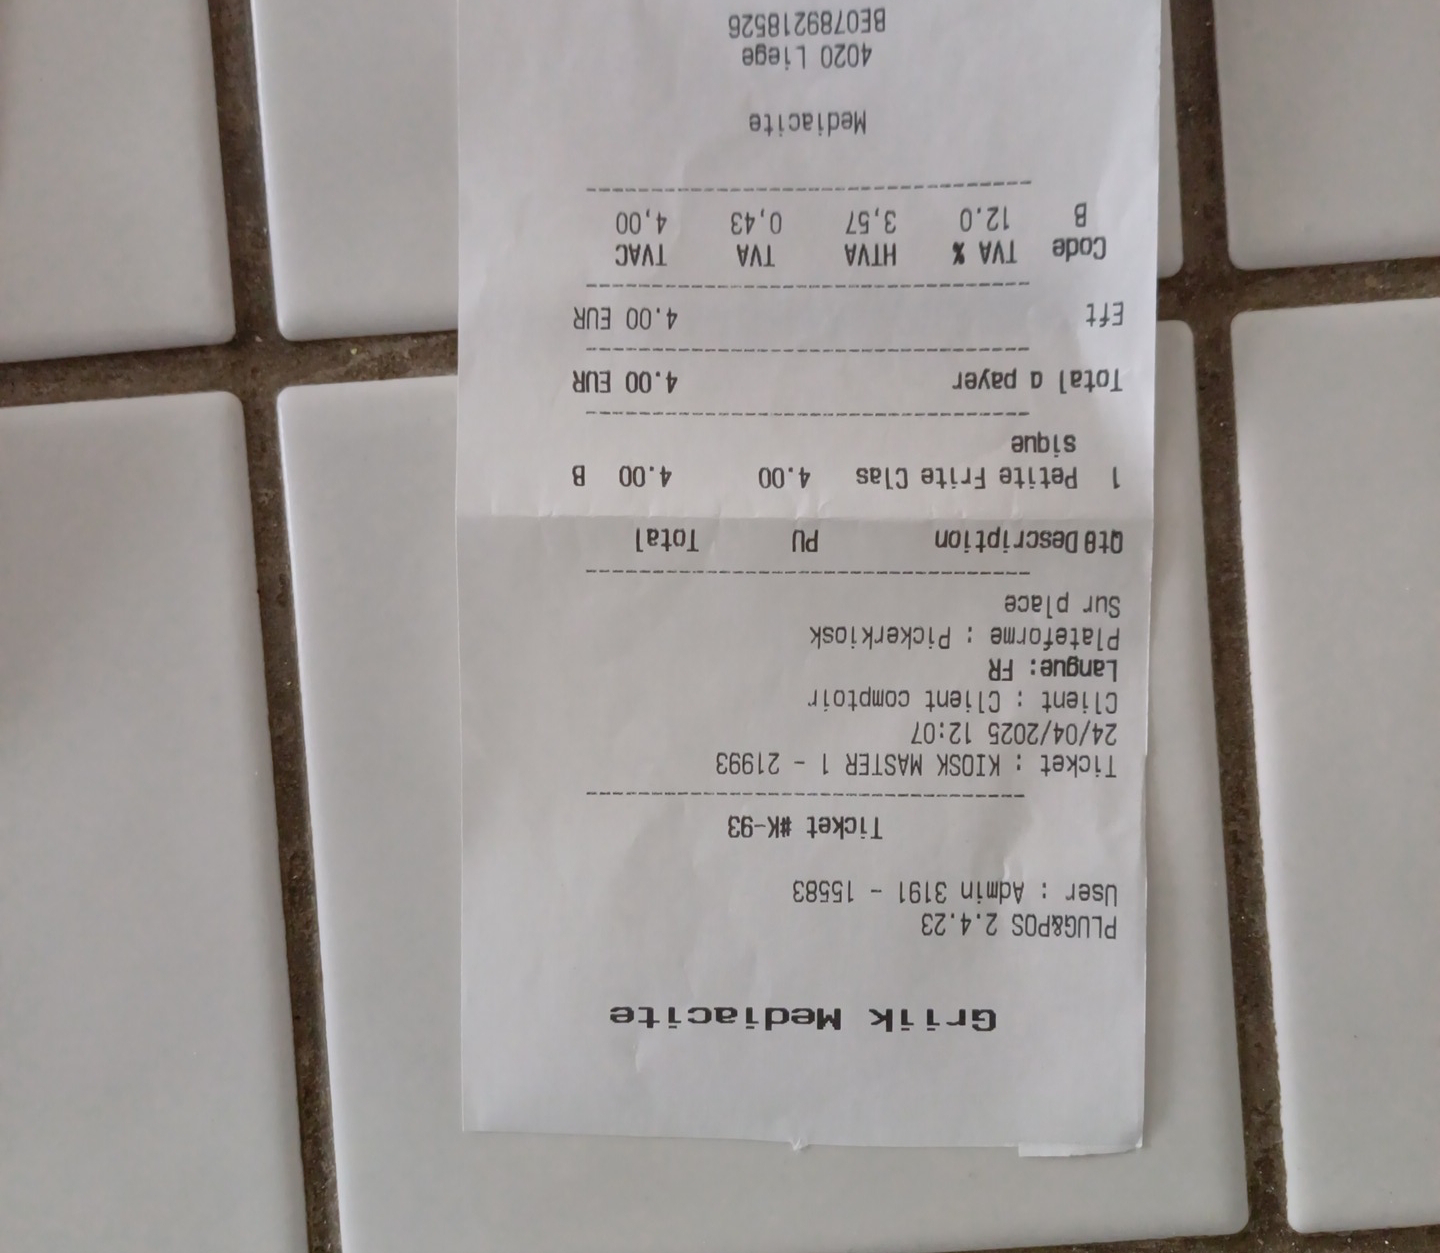 Griik Mediacite
PLUG&POS 2.4.23
User : Admin 3191 - 15583
Ticket #K-93
Ticket : KIOSK MASTER 1 - 21993
24/04/2025 12:07
Client : Client comptoir
Langue: FR
Plateforme : Pickerkiosk
Sur place
Qt8 Description PU Total
1 Petite Frite Clas 4.00 4.00 B
sique
Total a payer 4.00 EUR
Eft 4.00 EUR
Code TVA % HTVA TVA TVAC
B 12.0 3,57 0,43 4,00
Mediacite
4020 Liege
BE0789218526